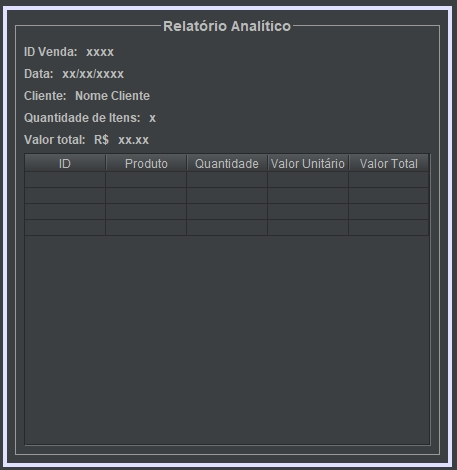 Relatório Analítico
ID Venda: xxxx
Data: xx/xx/xxxx
Cliente: Nome Cliente
Quantidade de Itens: x
Valor total: R$ xx.xx
ID Produto Quantidade Valor Unitário Valor Total